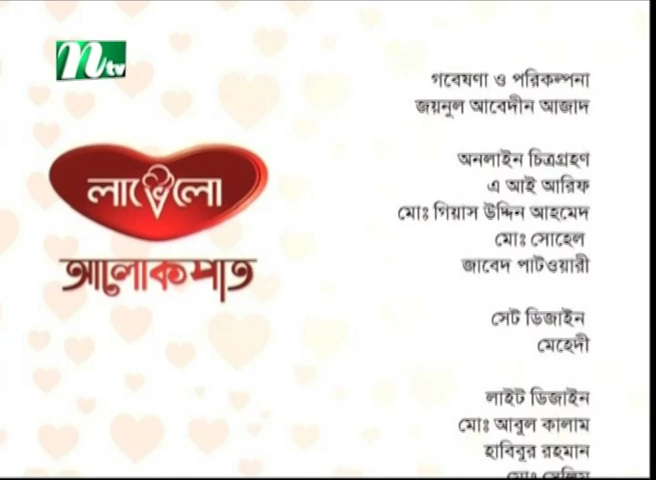 ntv
গবেষণা ও পরিকল্পনা
জয়নুল আবেদীন আজাদ
অনলাইন চিত্রগ্রহণ
এ আই আরিফ
মোঃ গিয়াস উদ্দিন আহমেদ
মোঃ সোহেল
জাবেদ পাটওয়ারী
লাভেলো
আলোকপাত
সেট ডিজাইন
মেহেদী
লাইট ডিজাইন
মোঃ আবুল কালাম
হাবিবুর রহমান
মোঃ